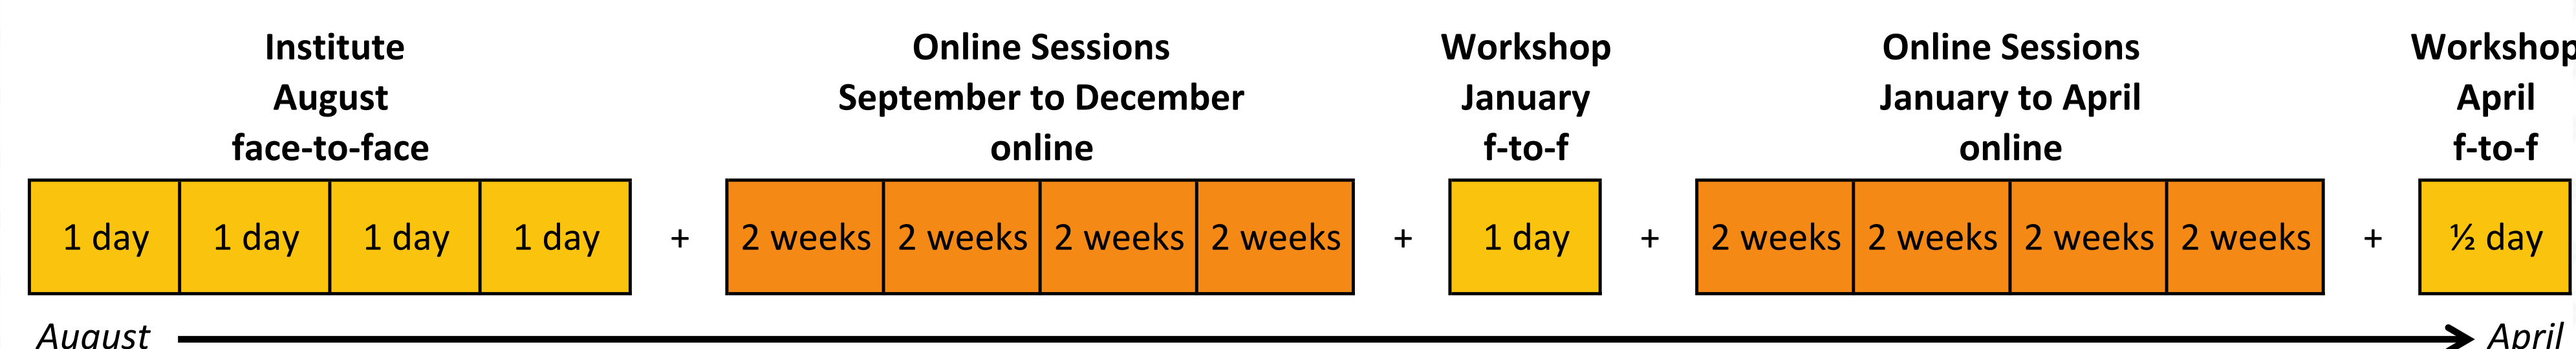 Institute
August
face-to-face
Online Sessions
September to December
online
Workshop
January
f-to-f
Online Sessions
January to April
online
Workshop
April
f-to-f
1 day 1 day 1 day 1 day + 2 weeks 2 weeks 2 weeks 2 weeks + 1 day + 2 weeks 2 weeks 2 weeks 2 weeks + ½ day
August April